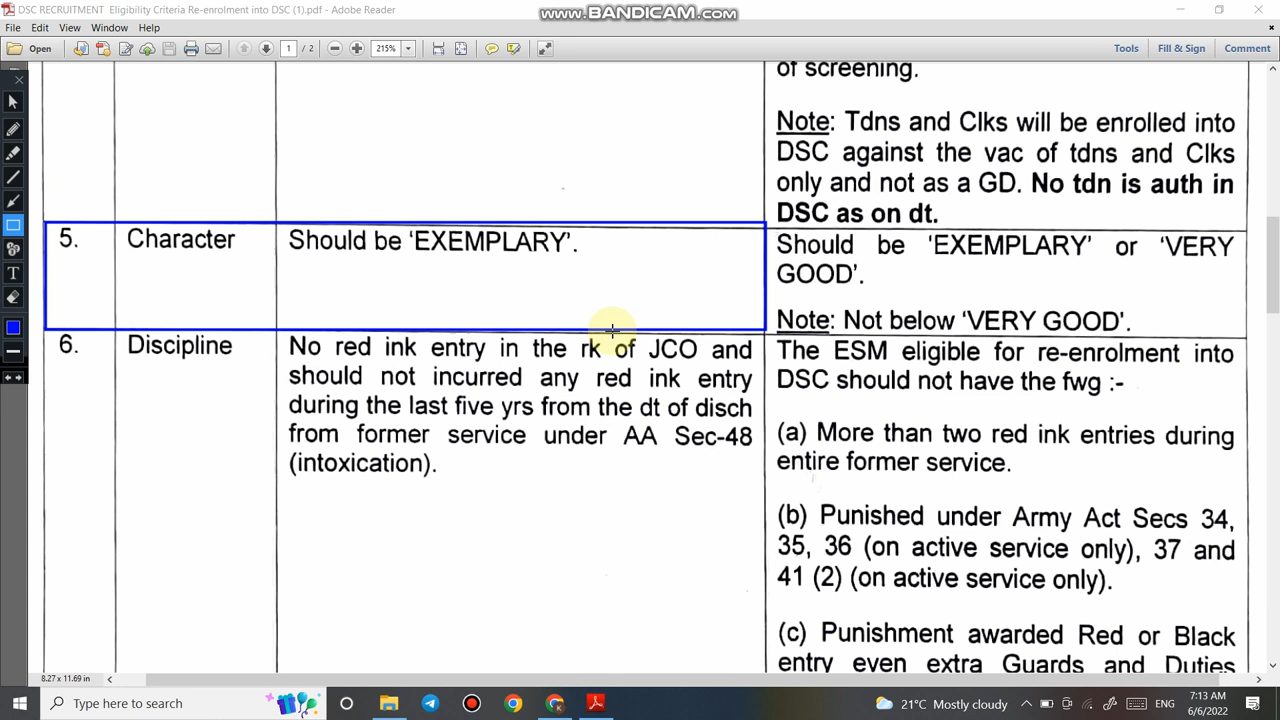 DSC RECRUITMENT Eligibility Criteria Re-enrolment into DSC (1).pdf - Adobe Reader
www.BANDICAM.com
File Edit View Window Help
Open 1 / 2 215% Tools Fill & Sign Comment
of screening.
Note: Tdns and Clks will be enrolled into
DSC against the vac of tdns and Clks
only and not as a GD. No tdn is auth in
DSC as on dt.
5. Character Should be ‘EXEMPLARY’.
Should be ‘EXEMPLARY’ or ‘VERY
GOOD’.
Note: Not below ‘VERY GOOD’.
6. Discipline
No red ink entry in the rk of JCO and
should not incurred any red ink entry
during the last five yrs from the dt of disch
from former service under AA Sec-48
(intoxication).
The ESM eligible for re-enrolment into
DSC should not have the fwg :-
(a) More than two red ink entries during
entire former service.
(b) Punished under Army Act Secs 34,
35, 36 (on active service only), 37 and
41 (2) (on active service only).
(c) Punishment awarded Red or Black
entry even extra Guards and Duties
8.27 x 11.69 in
Type here to search
21°C Mostly cloudy
ENG
7:13 AM
6/6/2022